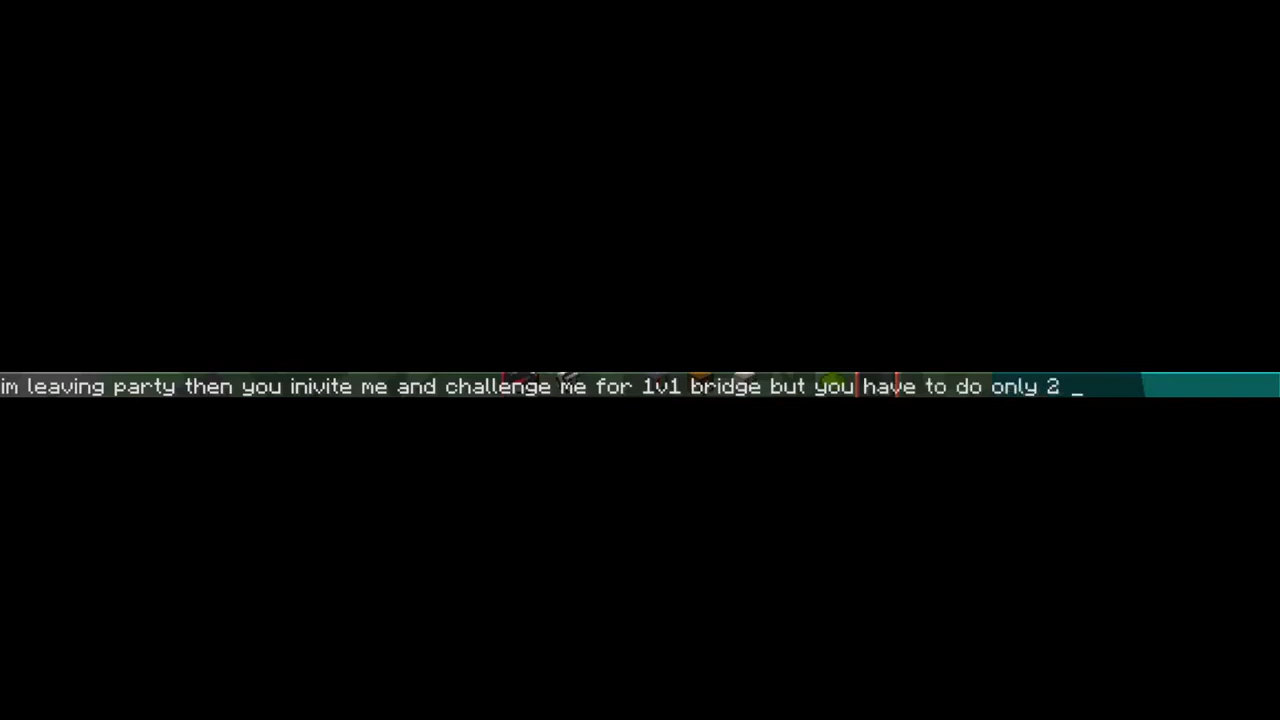 im leaving party then you inivite me and challenge me for 1v1 bridge but you have to do only 2 _